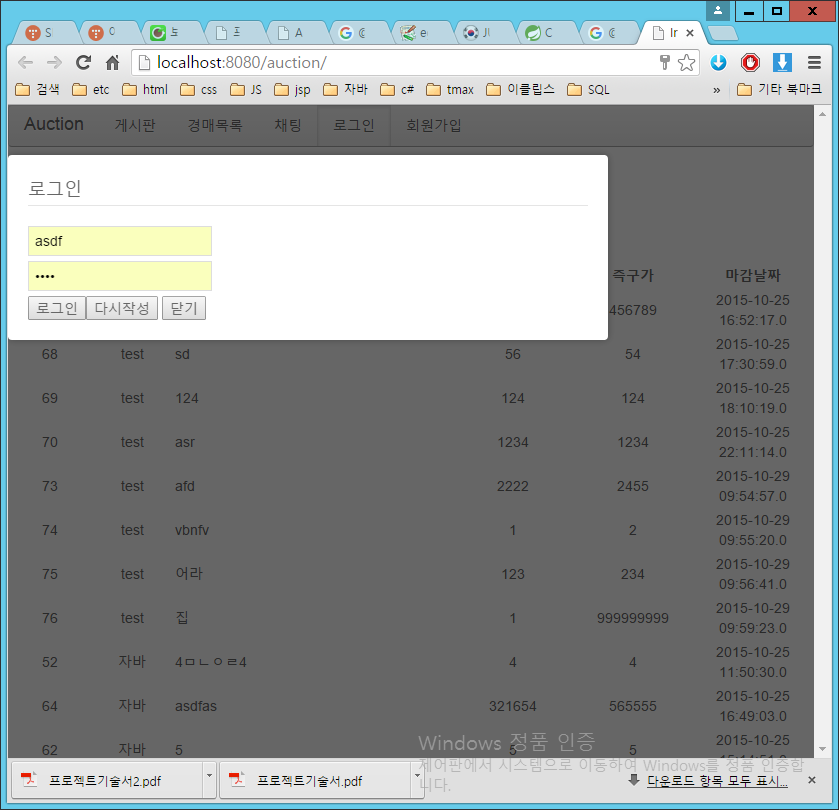 S
C
A
G
e
C
G
Ir
localhost:8080/auction/
검색 etc html css JS jsp 자바 c# tmax 이클립스 SQL » 기타 북마크
Auction 게시판 경매목록 채팅 로그인 회원가입
로그인
asdf
••••
로그인 다시작성 닫기
즉구가 마감날짜
456789 2015-10-25
16:52:17.0
68 test sd 56 54 2015-10-25
17:30:59.0
69 test 124 124 124 2015-10-25
18:10:19.0
70 test asr 1234 1234 2015-10-25
22:11:14.0
73 test afd 2222 2455 2015-10-29
09:54:57.0
74 test vbnfv 1 2 2015-10-29
09:55:20.0
75 test 어라 123 234 2015-10-29
09:56:41.0
76 test 집 1 999999999 2015-10-29
09:59:23.0
52 자바 4ㅁㄴㅇㄹ4 4 4 2015-10-25
11:50:30.0
64 자바 asdfas 321654 565555 2015-10-25
16:49:03.0
62 자바 5 5 5 2015-10-25
Windows 정품 인증
제어판에서 시스템으로 이동하여 Windows를 정품 인증합
니다.
프로젝트기술서2.pdf 프로젝트기술서.pdf 다운로드 항목 모두 표시...